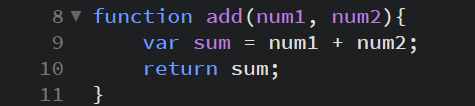 8 ▼ function add(num1, num2){
9     var sum = num1 + num2;
10     return sum;
11 }